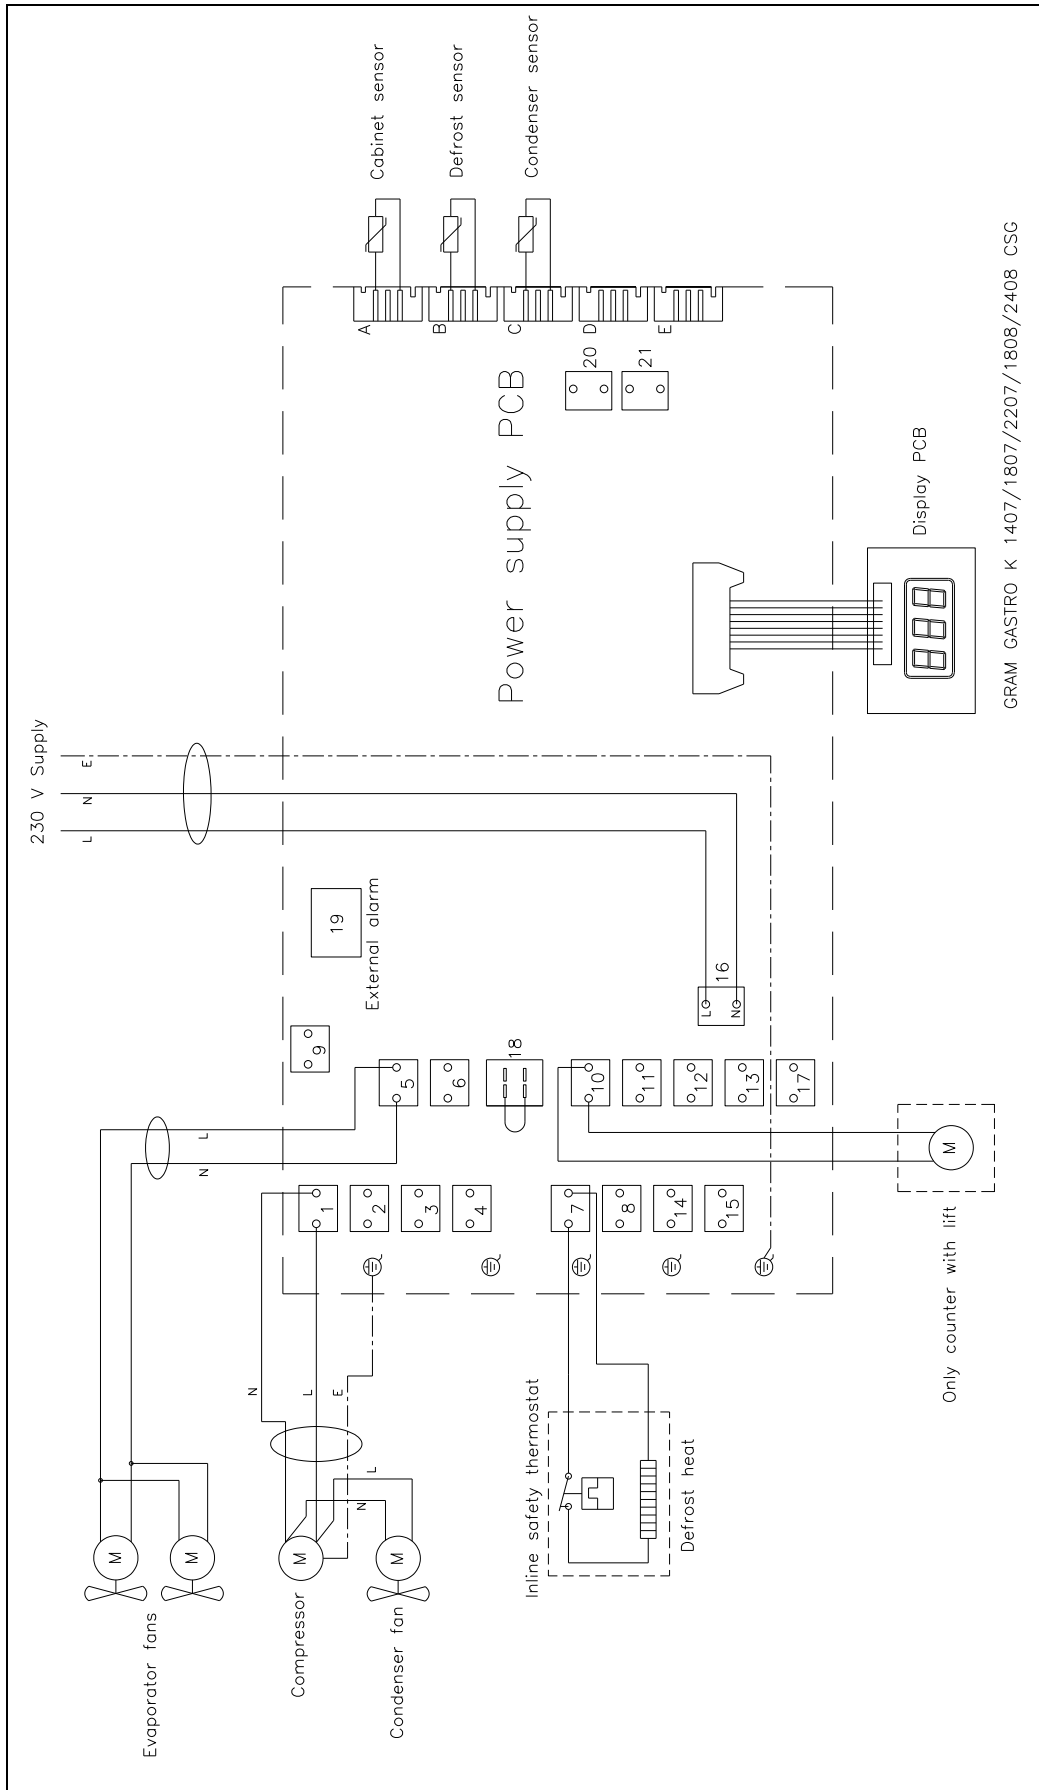 Cabinet sensor
Defrost sensor
Condenser sensor
A
B
C
D
E
20
21
Power supply PCB
Display PCB
GRAM GASTRO K 1407/1807/2207/1808/2408 CSG
230 V Supply
L
N
E
19
External alarm
L
N
16
9
5
6
18
10
11
12
13
17
L
N
1
2
3
4
7
8
14
15
M
Only counter with lift
N
L
E
L
N
M
M
Evaporator fans
M
Compressor
M
Condenser fan
Inline safety thermostat
Defrost heat